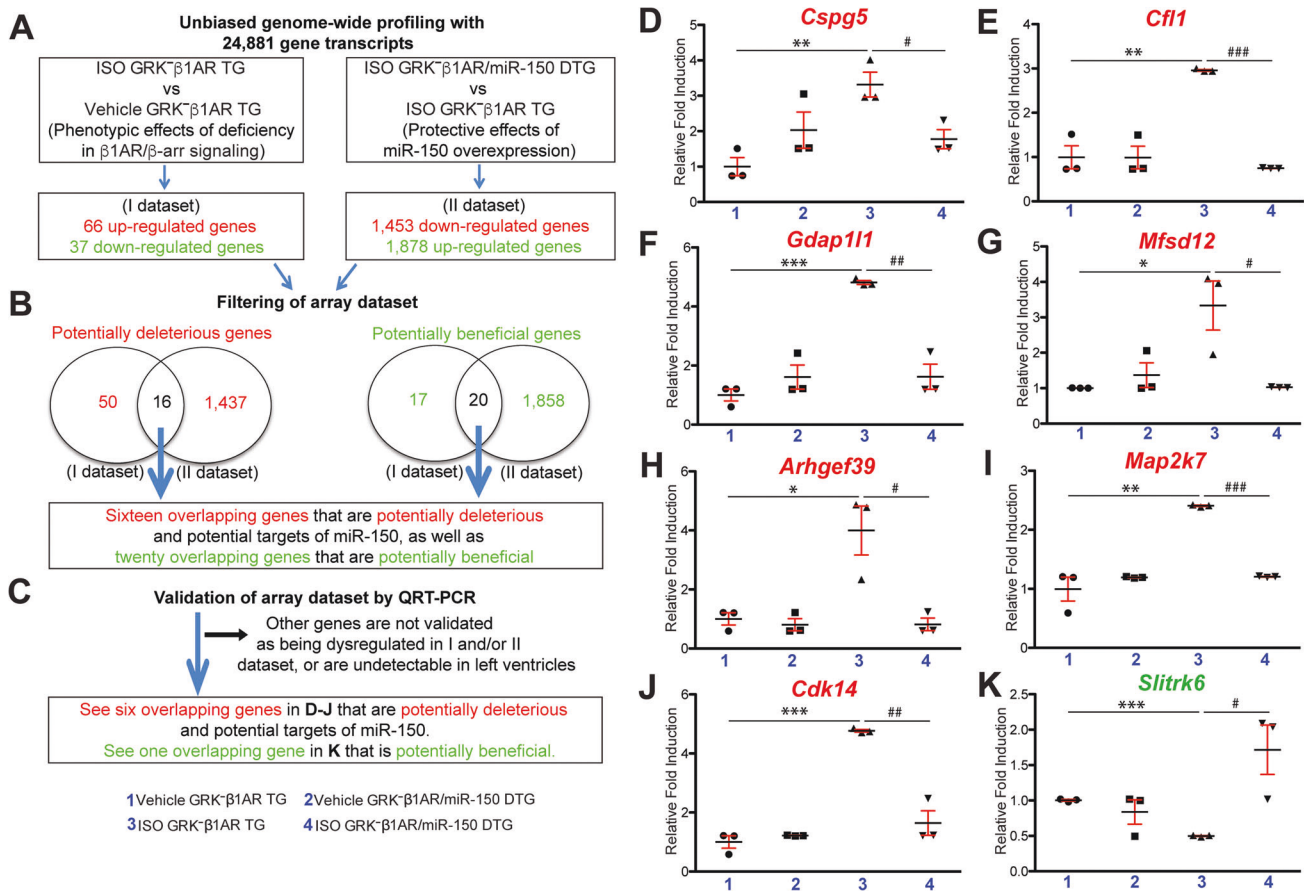 A
Unbiased genome-wide profiling with
24,881 gene transcripts
ISO GRK⁻β1AR TG
vs
Vehicle GRK⁻β1AR TG
(Phenotypic effects of deficiency
in β1AR/β-arr signaling)
ISO GRK⁻β1AR/miR-150 DTG
vs
ISO GRK⁻β1AR TG
(Protective effects of
miR-150 overexpression)
(I dataset)
66 up-regulated genes
37 down-regulated genes
(II dataset)
1,453 down-regulated genes
1,878 up-regulated genes
Filtering of array dataset
B
Potentially deleterious genes
50 16 1,437
(I dataset) (II dataset)
Potentially beneficial genes
17 20 1,858
(I dataset) (II dataset)
Sixteen overlapping genes that are potentially deleterious
and potential targets of miR-150, as well as
twenty overlapping genes that are potentially beneficial
C
Validation of array dataset by QRT-PCR
Other genes are not validated
as being dysregulated in I and/or II
dataset, or are undetectable in left ventricles
See six overlapping genes in D-J that are potentially deleterious
and potential targets of miR-150.
See one overlapping gene in K that is potentially beneficial.
1 Vehicle GRK⁻β1AR TG 2 Vehicle GRK⁻β1AR/miR-150 DTG
3 ISO GRK⁻β1AR TG 4 ISO GRK⁻β1AR/miR-150 DTG
D
Cspg5
Relative Fold Induction
5
4
3
2
1
0
** #
1 2 3 4
E
Cfl1
Relative Fold Induction
4
3
2
1
0
** ###
1 2 3 4
F
Gdap1l1
Relative Fold Induction
6
4
2
0
*** ##
1 2 3 4
G
Mfsd12
Relative Fold Induction
5
4
3
2
1
0
* #
1 2 3 4
H
Arhgef39
Relative Fold Induction
6
4
2
0
* #
1 2 3 4
I
Map2k7
Relative Fold Induction
3
2
1
0
** ###
1 2 3 4
J
Cdk14
Relative Fold Induction
6
4
2
0
*** ##
1 2 3 4
K
Slitrk6
Relative Fold Induction
2.5
2.0
1.5
1.0
0.5
0.0
*** #
1 2 3 4